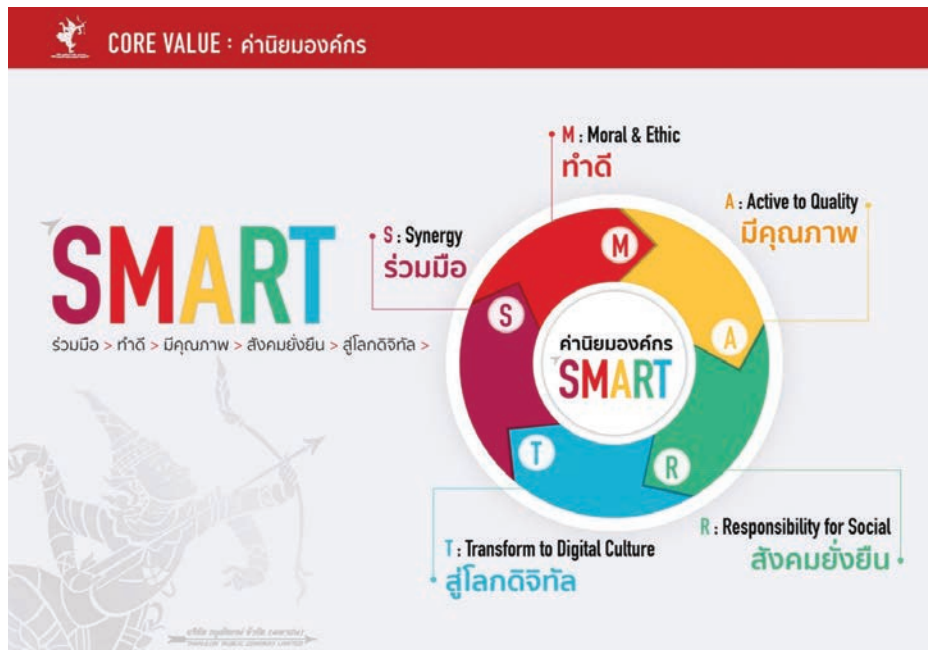 CORE VALUE : ค่านิยมองค์กร
M : Moral & Ethic
ทำดี
A : Active to Quality
มีคุณภาพ
S : Synergy
ร่วมมือ
SMART
ร่วมมือ > ทำดี > มีคุณภาพ > สังคมยั่งยืน > สู่โลกดิจิทัล >
M
S
A
T
R
ค่านิยมองค์กร
SMART
R : Responsibility for Social
สังคมยั่งยืน
T : Transform to Digital Culture
สู่โลกดิจิทัล